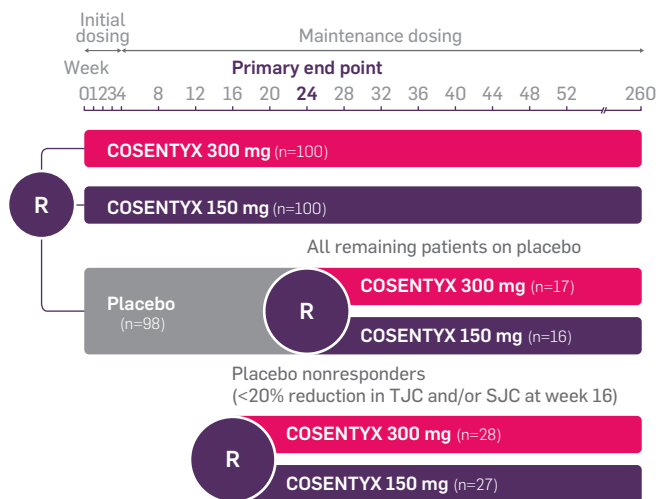 Initial
dosing
Maintenance dosing
Week
Primary end point
0 1 2 3 4 8 12 16 20 24 28 32 36 40 44 48 52 260
COSENTYX 300 mg (n=100)
R
COSENTYX 150 mg (n=100)
All remaining patients on placebo
Placebo
(n=98)
R
COSENTYX 300 mg (n=17)
COSENTYX 150 mg (n=16)
Placebo nonresponders
(<20% reduction in TJC and/or SJC at week 16)
R
COSENTYX 300 mg (n=28)
COSENTYX 150 mg (n=27)